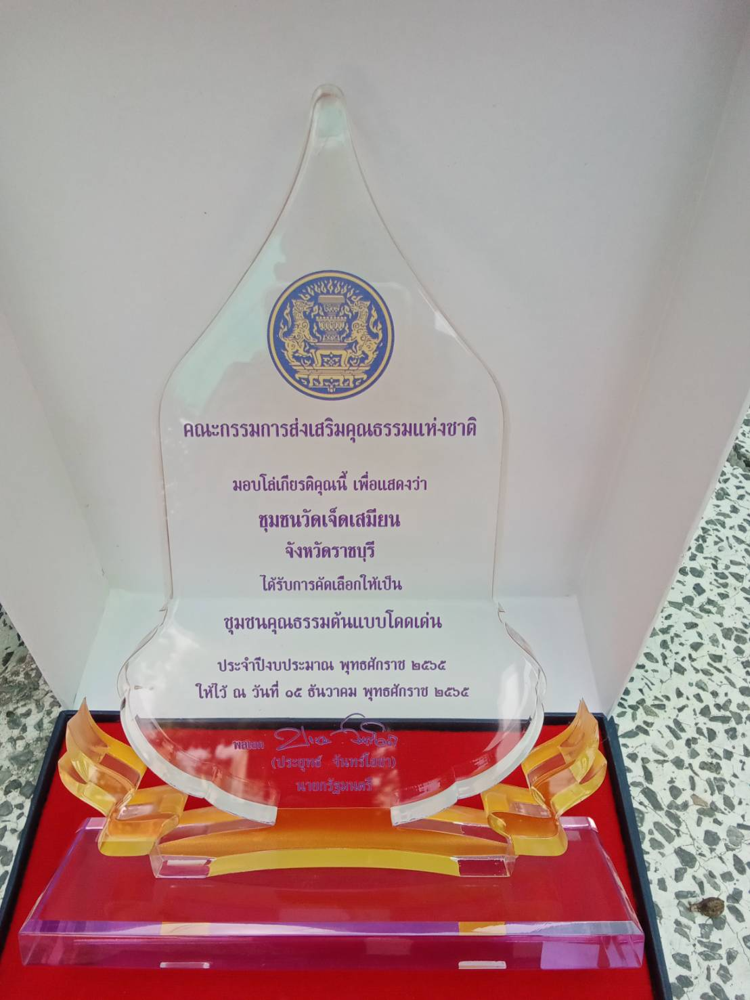 คณะกรรมการส่งเสริมคุณธรรมแห่งชาติ
มอบโล่เกียรติคุณนี้ เพื่อแสดงว่า
ชุมชนวัดเจ็ดเสมียน
จังหวัดราชบุรี
ได้รับการคัดเลือกให้เป็น
ชุมชนคุณธรรมต้นแบบโดดเด่น
ประจำปีงบประมาณ พุทธศักราช ๒๕๖๕
ให้ไว้ ณ วันที่ ๑๕ ธันวาคม พุทธศักราช ๒๕๖๕
พลเอก
(ประยุทธ์ จันทร์โอชา)
นายกรัฐมนตรี